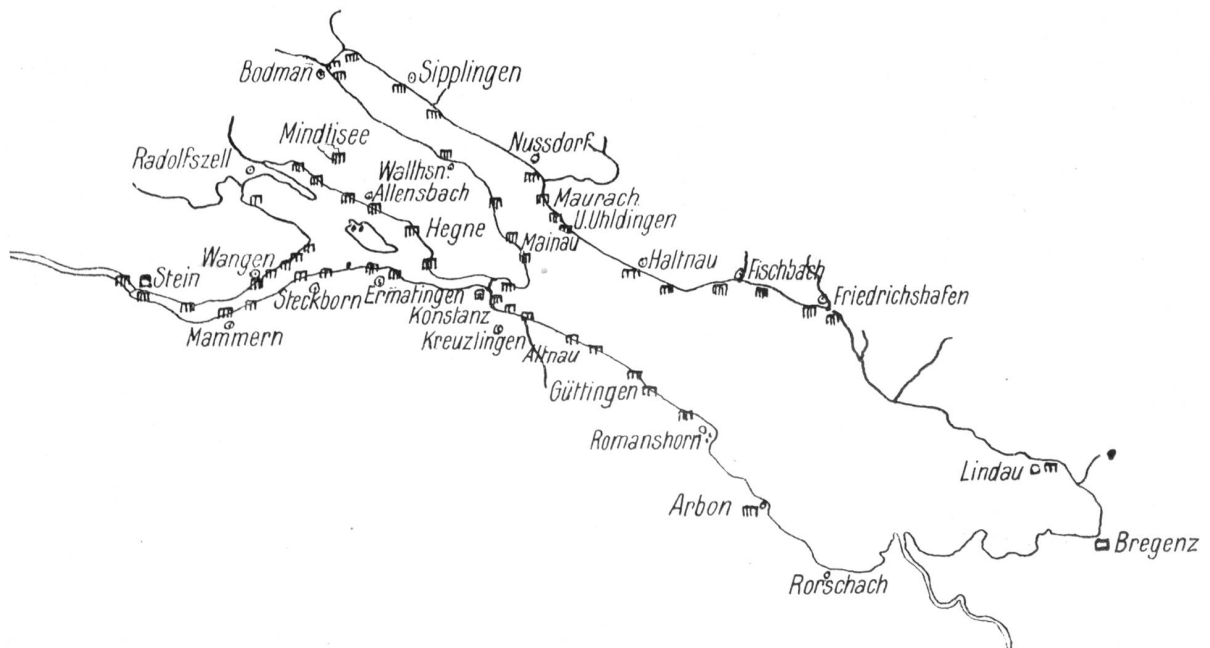 Bodman
Sipplingen
Mindlisee
Nussdorf
Radolfszell
Wallhsn.
Allensbach
Maurach
U.Uhldingen
Hegne
Mainau
Wangen
Haltnau
Stein
Fischbach
Steckborn
Ermatingen
Friedrichshafen
Konstanz
Mammern
Kreuzlingen
Altnau
Güttingen
Romanshorn
Lindau
Arbon
Bregenz
Rorschach